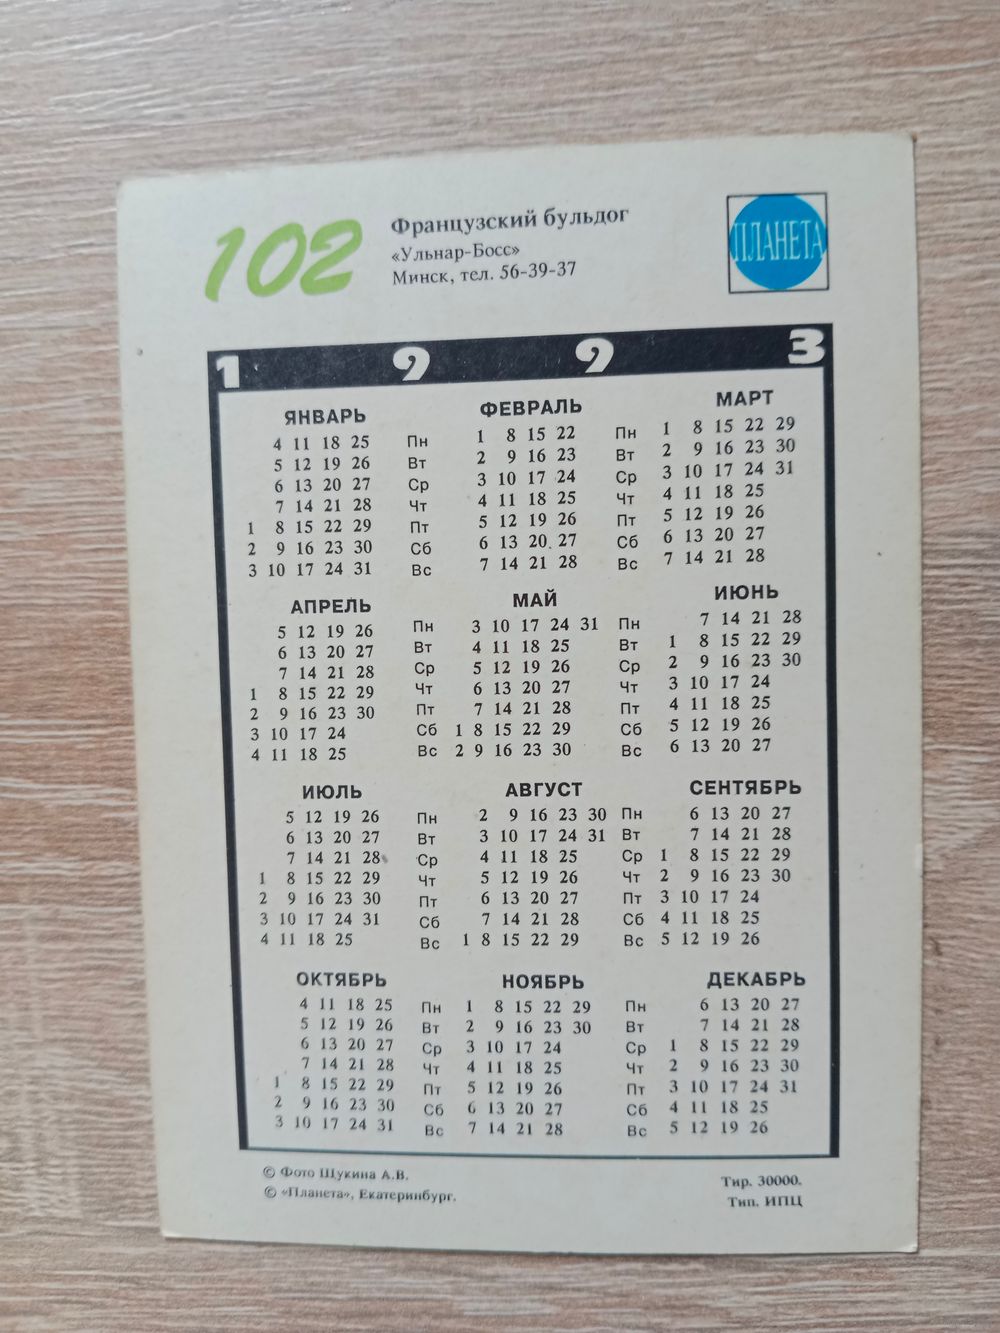 102
Французский бульдог
«Ульнар-Босс»
Минск, тел. 56-39-37
ПЛАНЕТА
1 9 9 3
ЯНВАРЬ ФЕВРАЛЬ МАРТ
4 11 18 25 Пн 1 8 15 22 Пн 1 8 15 22 29
5 12 19 26 Вт 2 9 16 23 Вт 2 9 16 23 30
6 13 20 27 Ср 3 10 17 24 Ср 3 10 17 24 31
7 14 21 28 Чт 4 11 18 25 Чт 4 11 18 25
1 8 15 22 29 Пт 5 12 19 26 Пт 5 12 19 26
2 9 16 23 30 Сб 6 13 20 27 Сб 6 13 20 27
3 10 17 24 31 Вс 7 14 21 28 Вс 7 14 21 28
АПРЕЛЬ МАЙ ИЮНЬ
5 12 19 26 Пн 3 10 17 24 31 Пн 7 14 21 28
6 13 20 27 Вт 4 11 18 25 Вт 1 8 15 22 29
7 14 21 28 Ср 5 12 19 26 Ср 2 9 16 23 30
1 8 15 22 29 Чт 6 13 20 27 Чт 3 10 17 24
2 9 16 23 30 Пт 7 14 21 28 Пт 4 11 18 25
3 10 17 24 Сб 1 8 15 22 29 Сб 5 12 19 26
4 11 18 25 Вс 2 9 16 23 30 Вс 6 13 20 27
ИЮЛЬ АВГУСТ СЕНТЯБРЬ
5 12 19 26 Пн 2 9 16 23 30 Пн 6 13 20 27
6 13 20 27 Вт 3 10 17 24 31 Вт 7 14 21 28
7 14 21 28 Ср 4 11 18 25 Ср 1 8 15 22 29
1 8 15 22 29 Чт 5 12 19 26 Чт 2 9 16 23 30
2 9 16 23 30 Пт 6 13 20 27 Пт 3 10 17 24
3 10 17 24 31 Сб 7 14 21 28 Сб 4 11 18 25
4 11 18 25 Вс 1 8 15 22 29 Вс 5 12 19 26
ОКТЯБРЬ НОЯБРЬ ДЕКАБРЬ
4 11 18 25 Пн 1 8 15 22 29 Пн 6 13 20 27
5 12 19 26 Вт 2 9 16 23 30 Вт 7 14 21 28
6 13 20 27 Ср 3 10 17 24 Ср 1 8 15 22 29
7 14 21 28 Чт 4 11 18 25 Чт 2 9 16 23 30
1 8 15 22 29 Пт 5 12 19 26 Пт 3 10 17 24 31
2 9 16 23 30 Сб 6 13 20 27 Сб 4 11 18 25
3 10 17 24 31 Вс 7 14 21 28 Вс 5 12 19 26
© Фото Щукина А.В.
© «Планета», Екатеринбург.
Тир. 30000.
Тип. ИПЦ